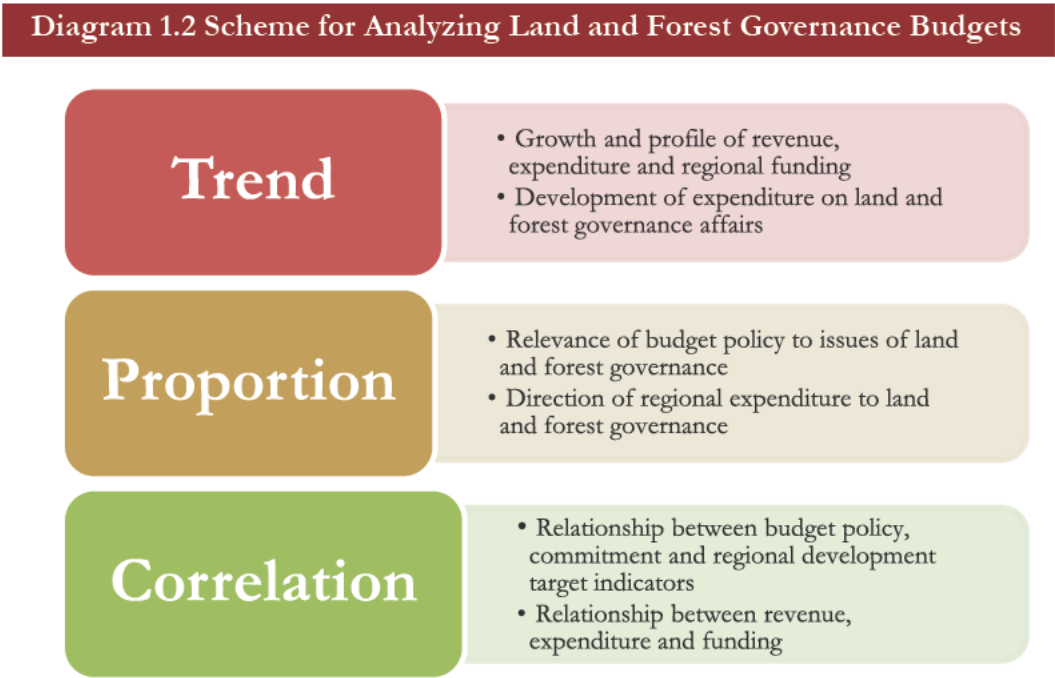 Diagram 1.2 Scheme for Analyzing Land and Forest Governance Budgets
Trend
• Growth and profile of revenue,
expenditure and regional funding
• Development of expenditure on land and
forest governance affairs
Proportion
• Relevance of budget policy to issues of land
and forest governance
• Direction of regional expenditure to land
and forest governance
Correlation
• Relationship between budget policy,
commitment and regional development
target indicators
• Relationship between revenue,
expenditure and funding